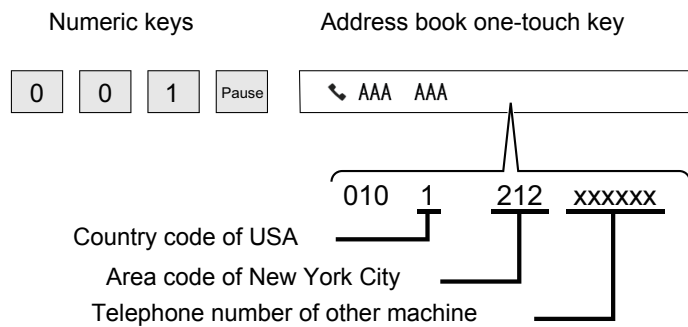 Numeric keys Address book one-touch key
0 0 1 Pause AAA AAA
010 1 212 xxxxxx
Country code of USA
Area code of New York City
Telephone number of other machine